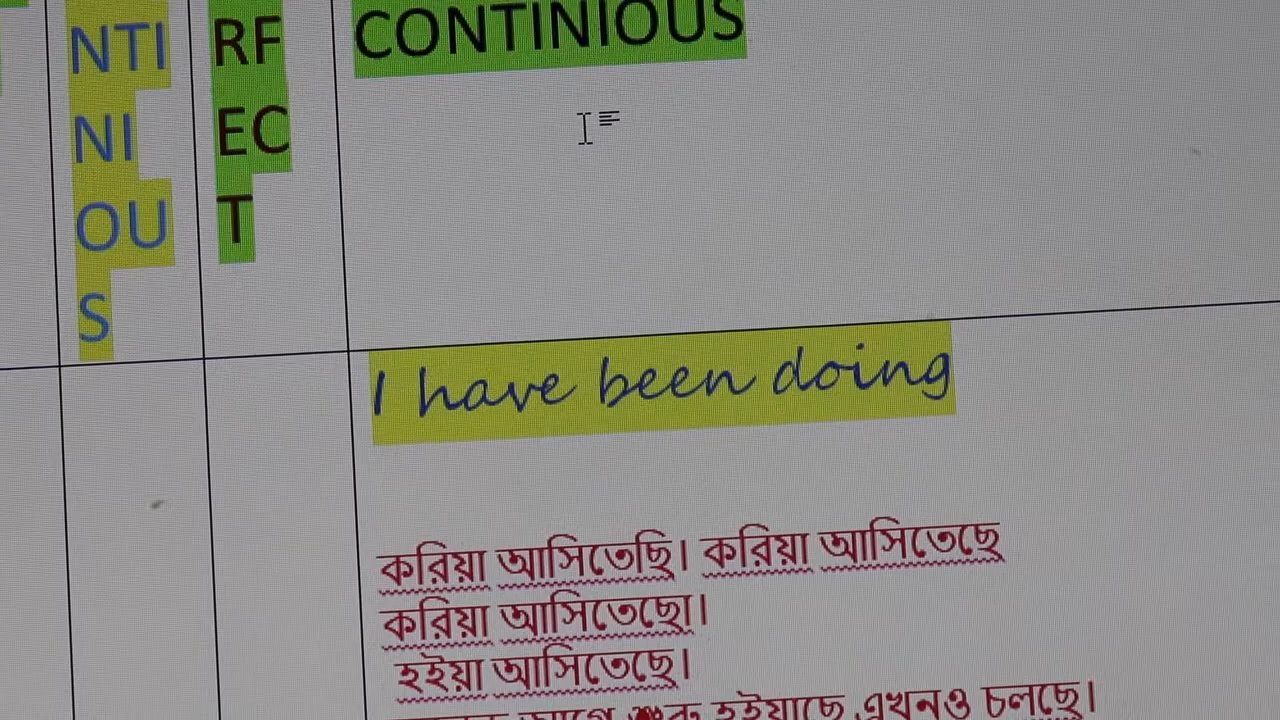 NTI
NI
OU
S
RF
EC
T
CONTINIOUS
I have been doing
করিয়া আসিতেছি। করিয়া আসিতেছে
করিয়া আসিতেছো।
হইয়া আসিতেছে।
হইয়াছে এখনও চলছে।